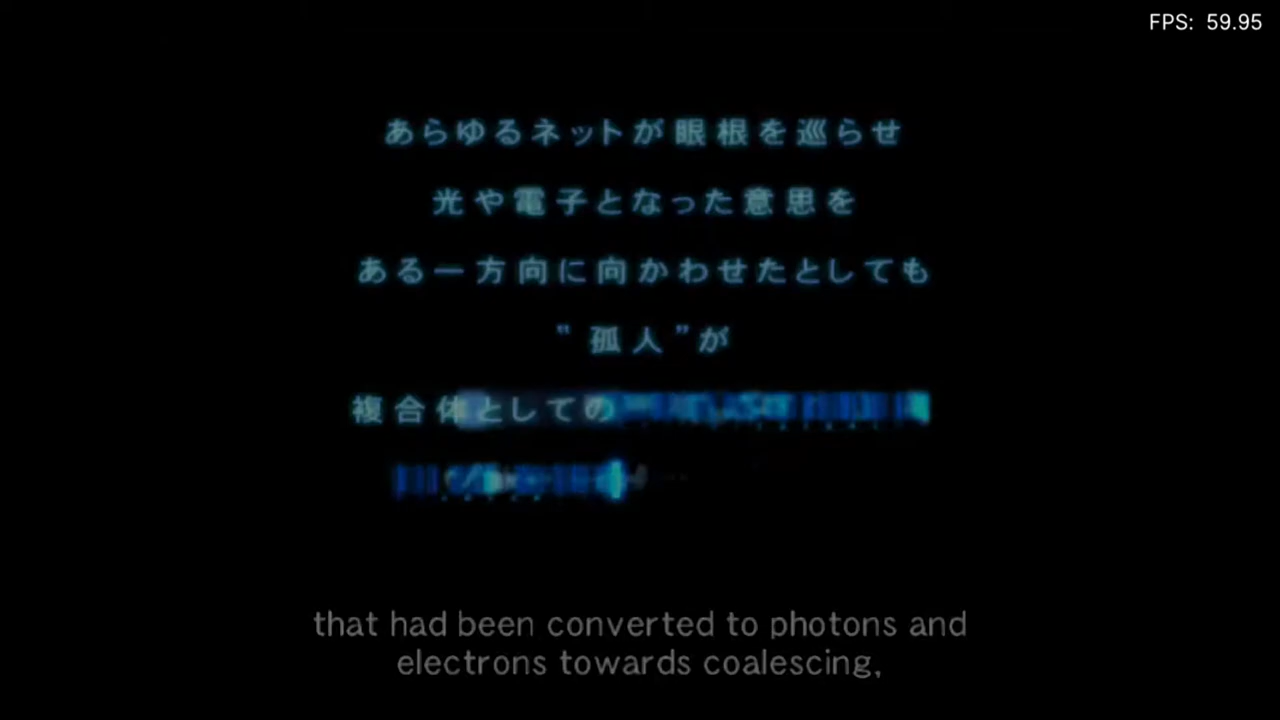 FPS: 59.95
あらゆるネットが眼根を巡らせ
光や電子となった意思を
ある一方向に向かわせたとしても
“孤人”が
複合体としての
that had been converted to photons and
electrons towards coalescing,